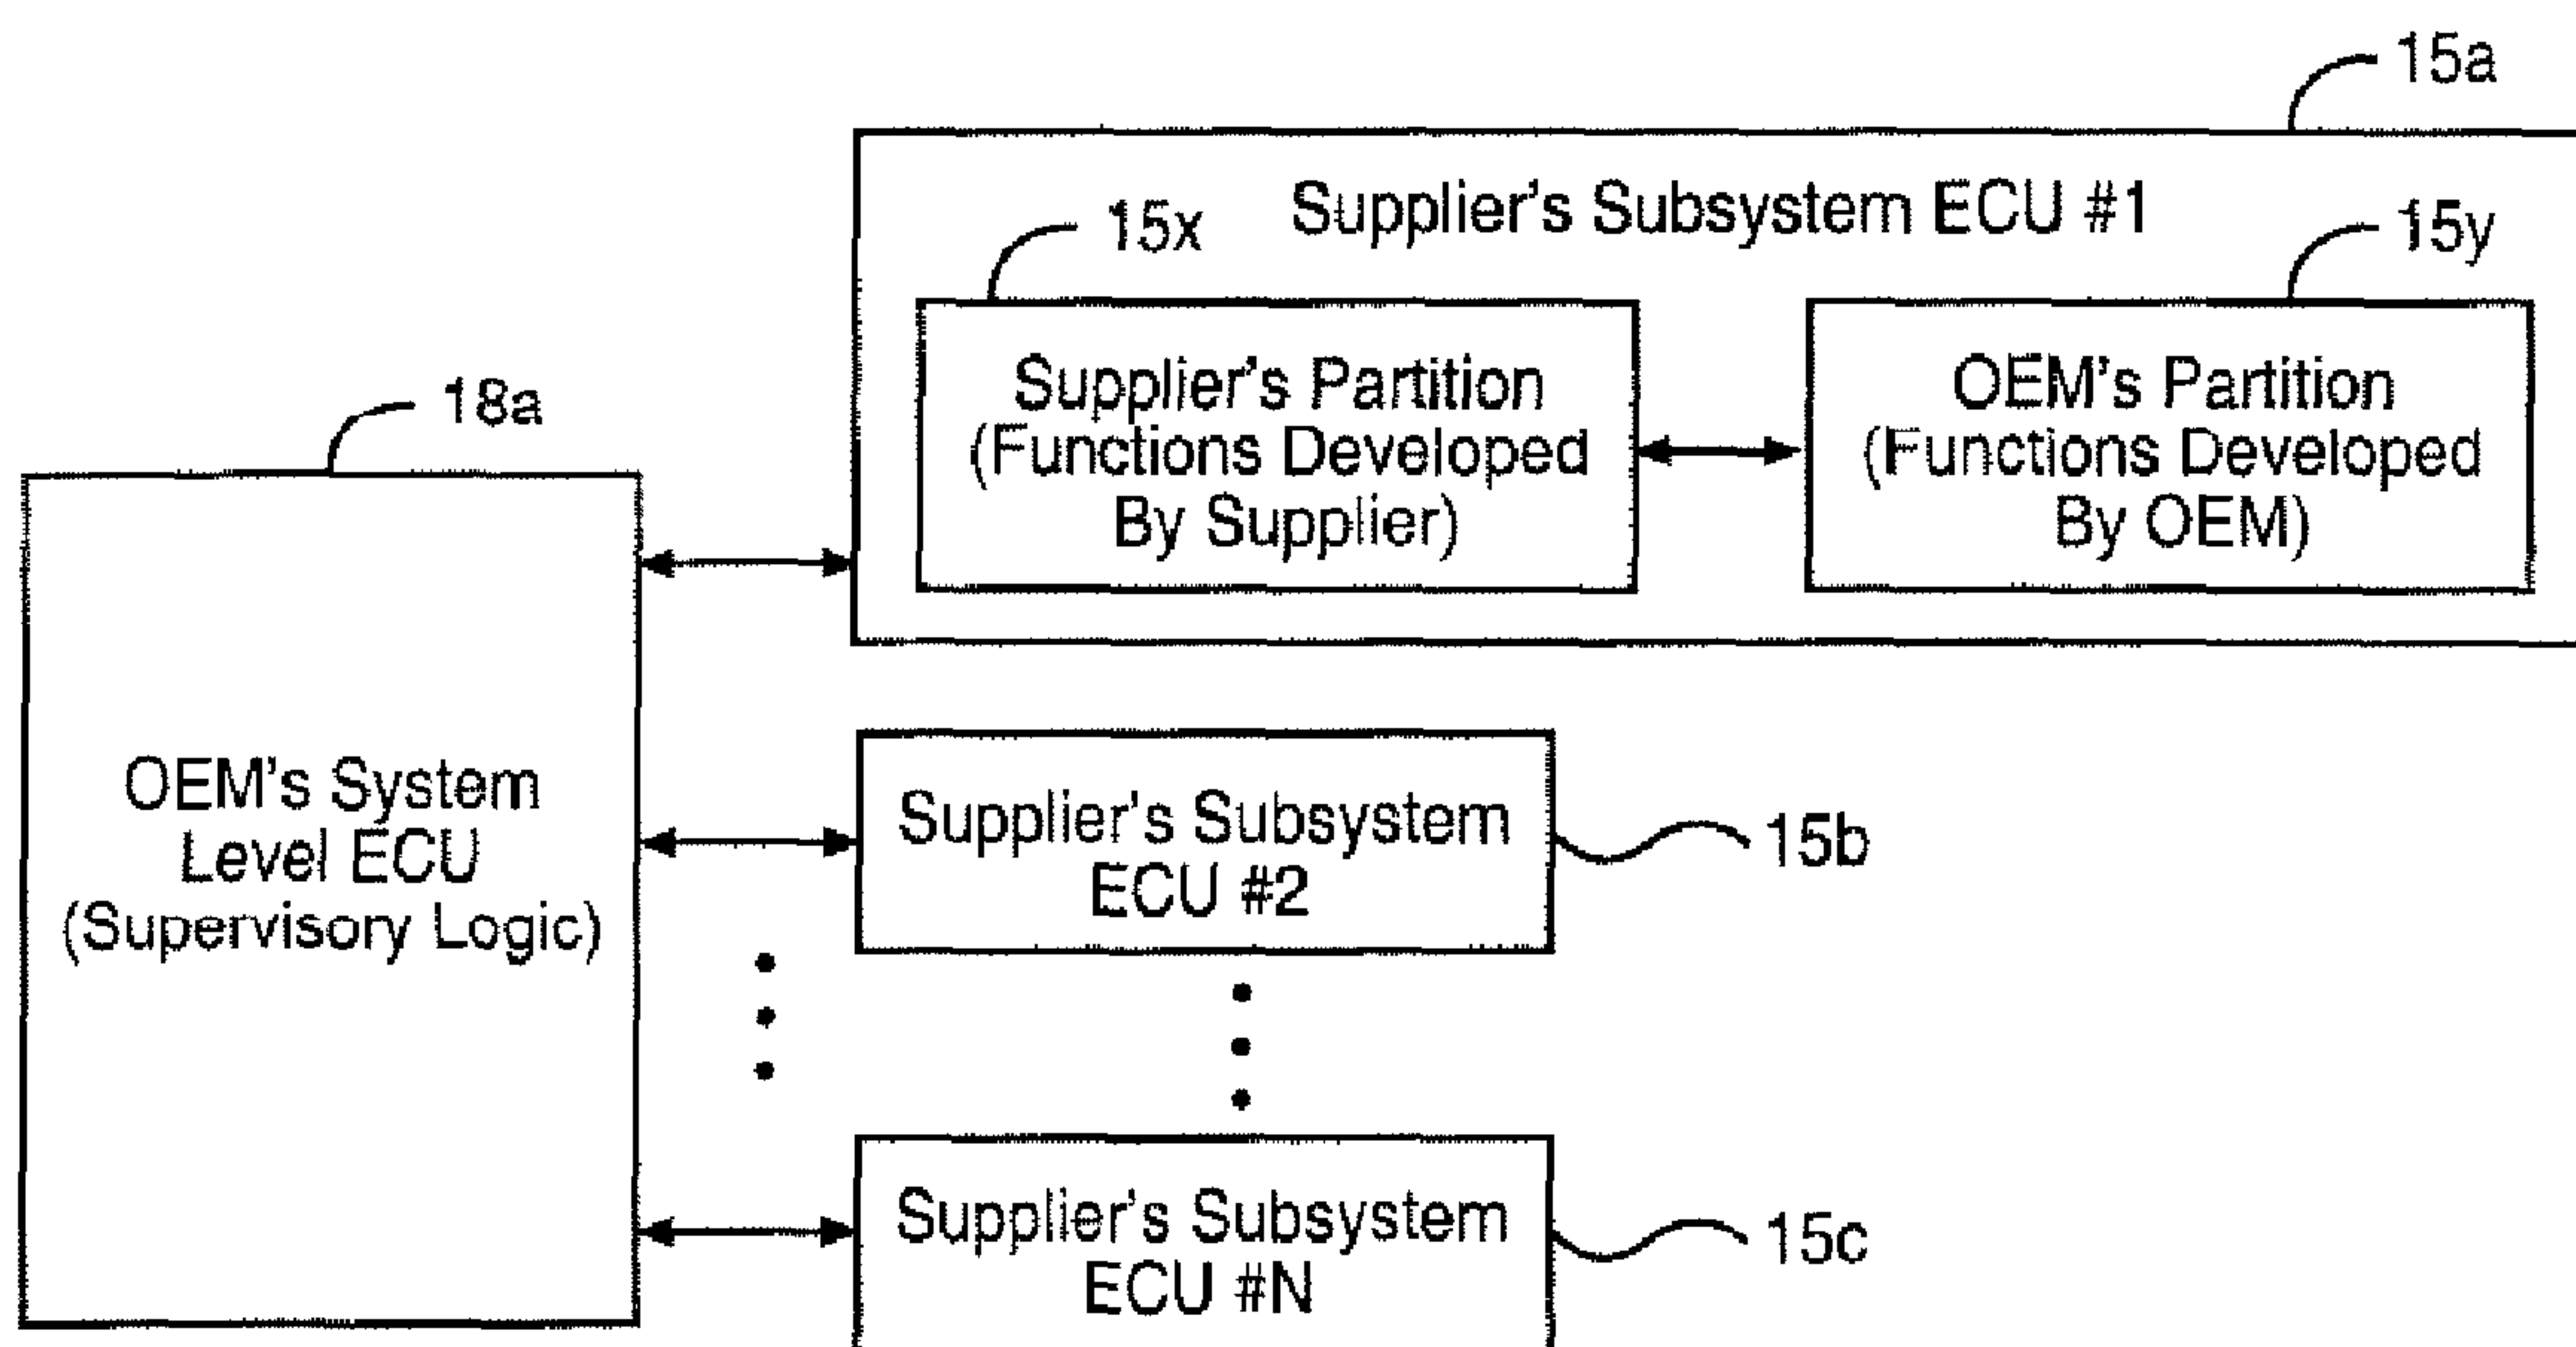 15a
Supplier's Subsystem ECU #1
15x
15y
Supplier's Partition
(Functions Developed
By Supplier)
OEM's Partition
(Functions Developed
By OEM)
18a
OEM's System
Level ECU
(Supervisory Logic)
Supplier's Subsystem
ECU #2
15b
Supplier's Subsystem
ECU #N
15c